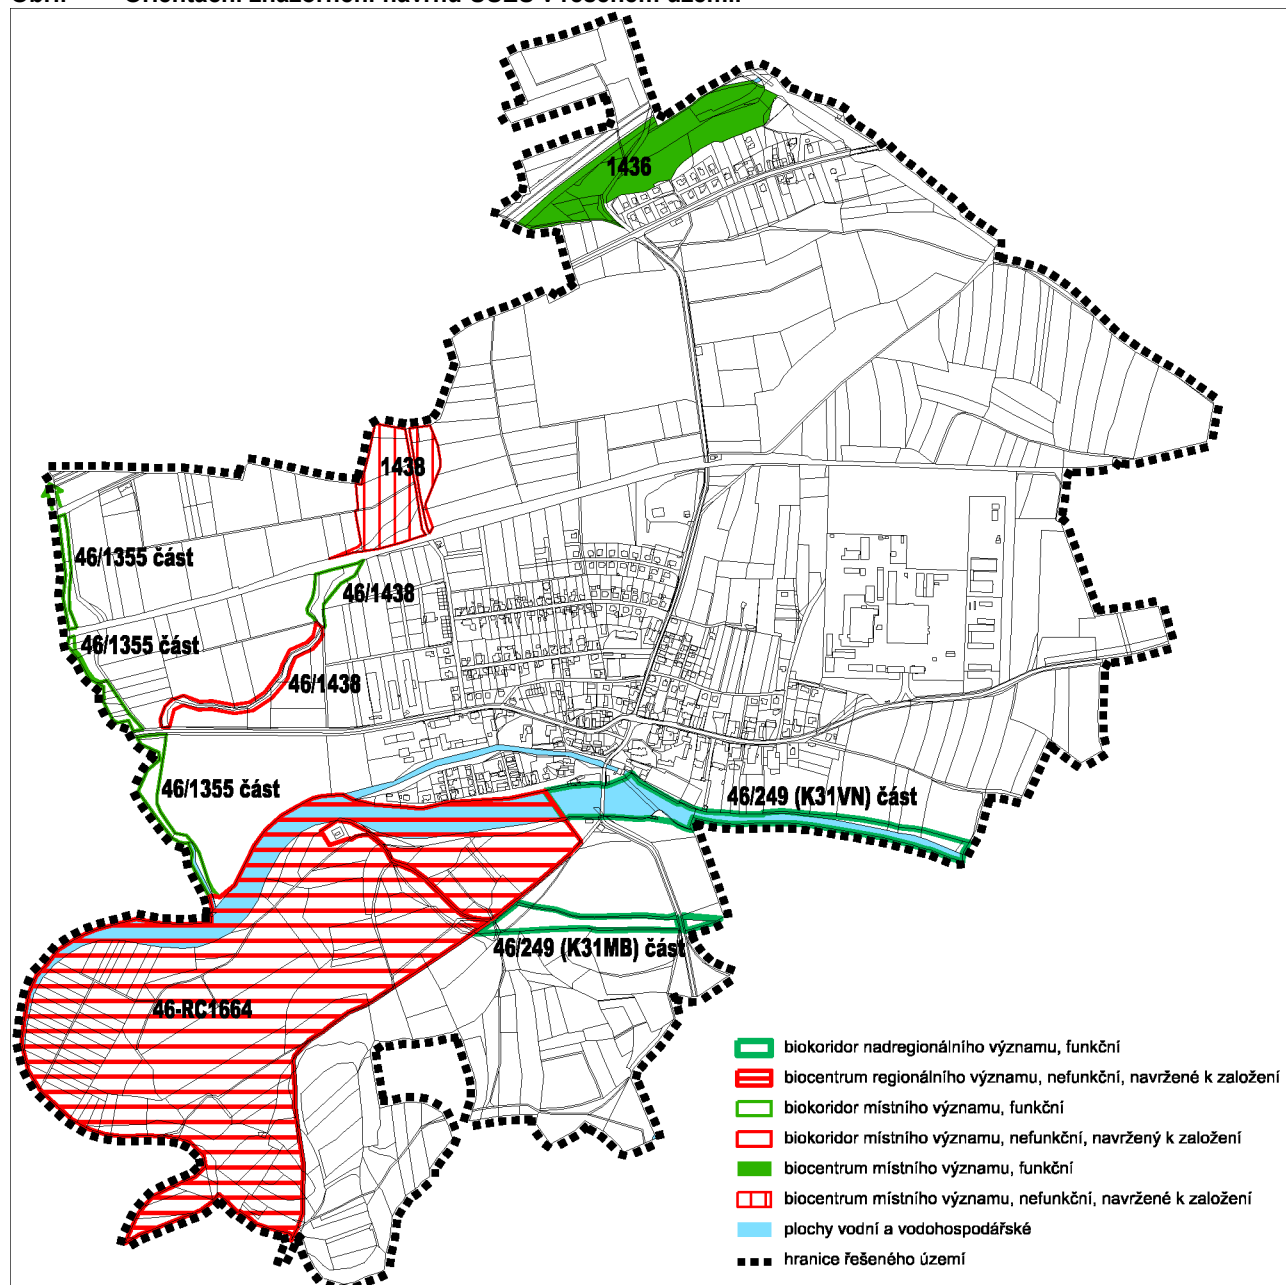 1436
1438
46/1355 část
46/1438
46/1355 část
46/1438
46/1355 část
46/249 (K31VN) část
46/249 (K31MB) část
46-RC1664
biokoridor nadregionálního významu, funkční
biocentrum regionálního významu, nefunkční, navržené k založení
biokoridor místního významu, funkční
biokoridor místního významu, nefunkční, navržený k založení
biocentrum místního významu, funkční
biocentrum místního významu, nefunkční, navržené k založení
plochy vodní a vodohospodářské
hranice řešeného území